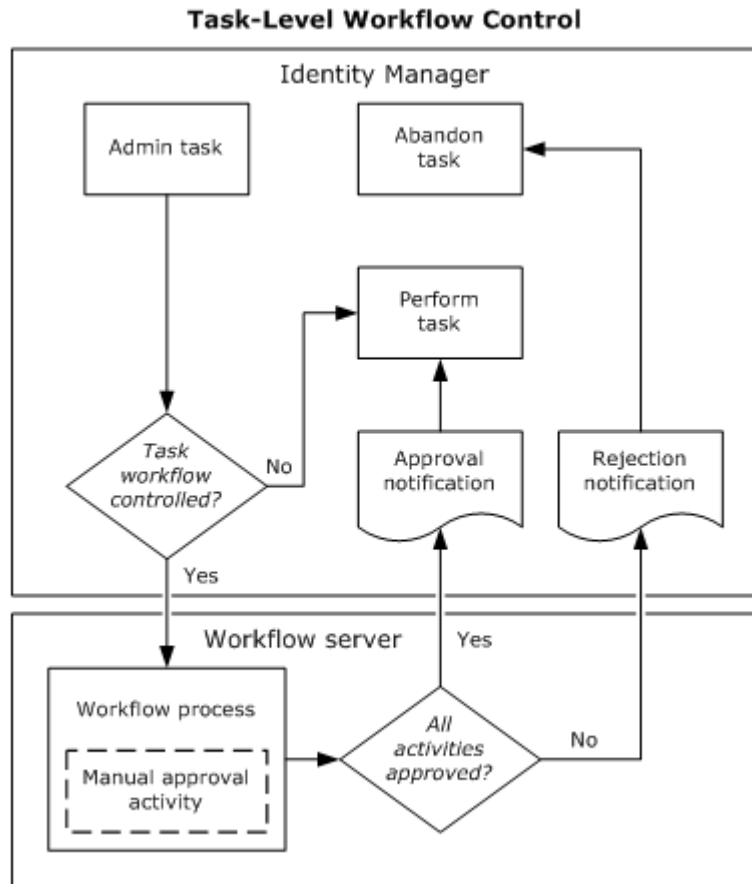 Task-Level Workflow Control
Identity Manager
Admin task
Abandon
task
Perform
task
Task
workflow
controlled?
No
Approval
notification
Rejection
notification
Yes
Workflow server
Yes
Workflow process
Manual approval
activity
All
activities
approved?
No